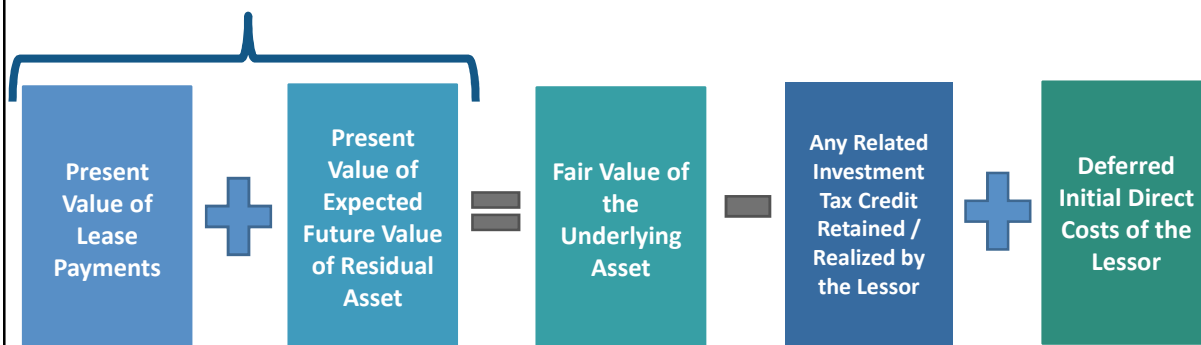 Present
Value of
Lease
Payments
Present
Value of
Expected
Future Value
of Residual
Asset
Fair Value of
the
Underlying
Asset
Any Related
Investment
Tax Credit
Retained /
Realized by
the Lessor
Deferred
Initial Direct
Costs of the
Lessor